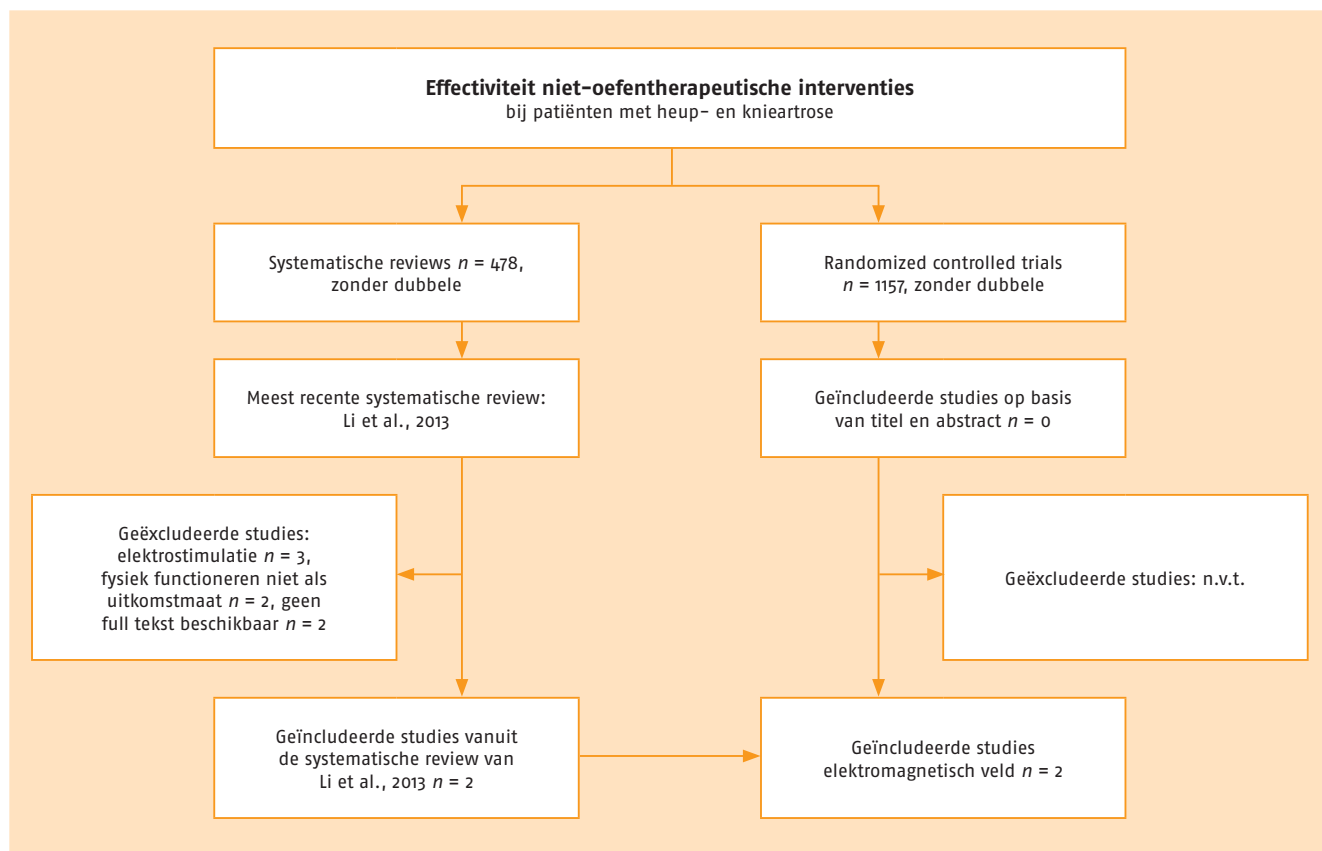 Effectiviteit niet-oefentherapeutische interventies
bij patiënten met heup- en knieartrose
Systematische reviews n = 478,
zonder dubbele
Randomized controlled trials
n = 1157, zonder dubbele
Meest recente systematische review:
Li et al., 2013
Geïncludeerde studies op basis
van titel en abstract n = 0
Geëxcludeerde studies:
elektrostimulatie n = 3,
fysiek functioneren niet als
uitkomstmaat n = 2, geen
full tekst beschikbaar n = 2
Geëxcludeerde studies: n.v.t.
Geïncludeerde studies vanuit
de systematische review van
Li et al., 2013 n = 2
Geïncludeerde studies
elektromagnetisch veld n = 2